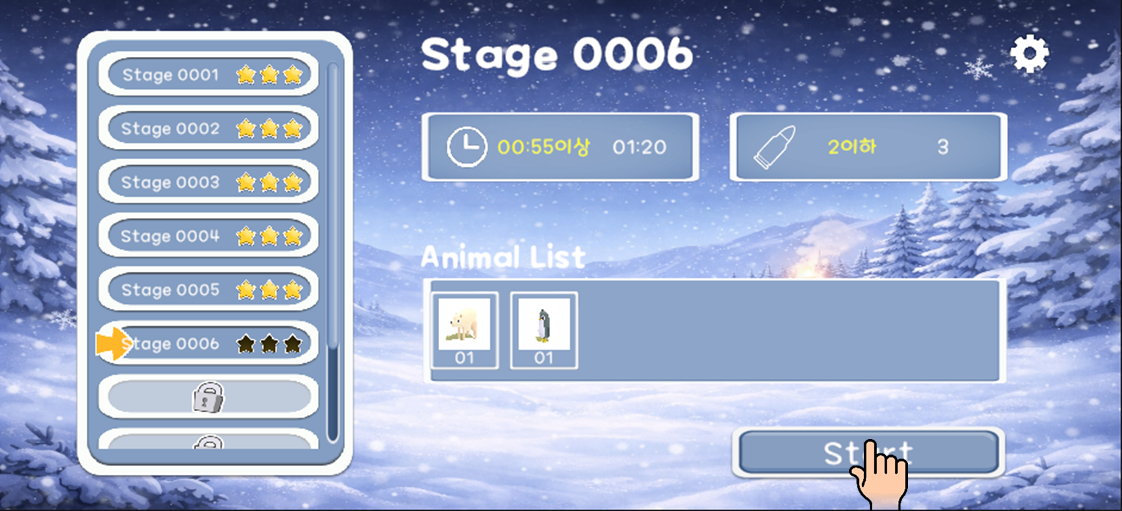 Stage 0001
Stage 0002
Stage 0003
Stage 0004
Stage 0005
Stage 0006
Stage 0006
00:55이상 01:20
2이하 3
Animal List
01 01
Start